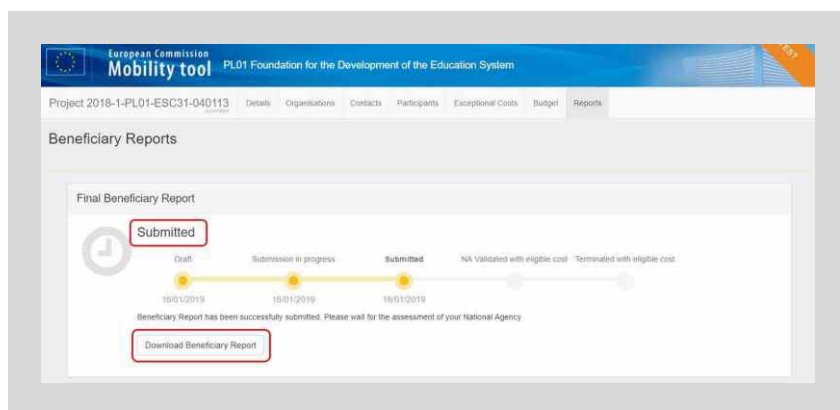 European Commission
Mobility tool PL01 Foundation for the Development of the Education System
TEST
Project 2018-1-PL01-ESC31-040113 Details Organisations Contacts Participants Exceptional Costs Budget Reports
Beneficiary Reports
Final Beneficiary Report
Submitted
Draft Submission in progress Submitted NA Validated with eligible cost Terminated with eligible cost
16/01/2019 16/01/2019 16/01/2019
Beneficiary Report has been successfully submitted. Please wait for the assessment of your National Agency
Download Beneficiary Report